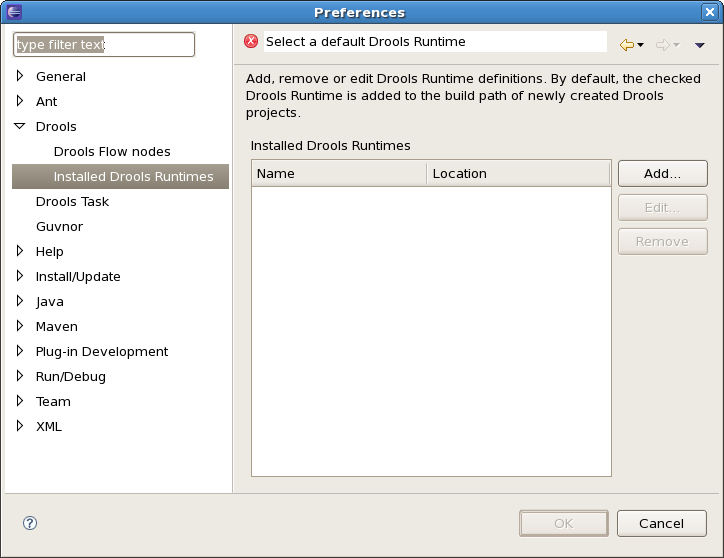 Preferences
type filter text
General
Ant
Drools
Drools Flow nodes
Installed Drools Runtimes
Drools Task
Guvnor
Help
Install/Update
Java
Maven
Plug-in Development
Run/Debug
Team
XML
Select a default Drools Runtime
Add, remove or edit Drools Runtime definitions. By default, the checked
Drools Runtime is added to the build path of newly created Drools
projects.
Installed Drools Runtimes
Name Location
Add...
Edit...
Remove
?
OK Cancel